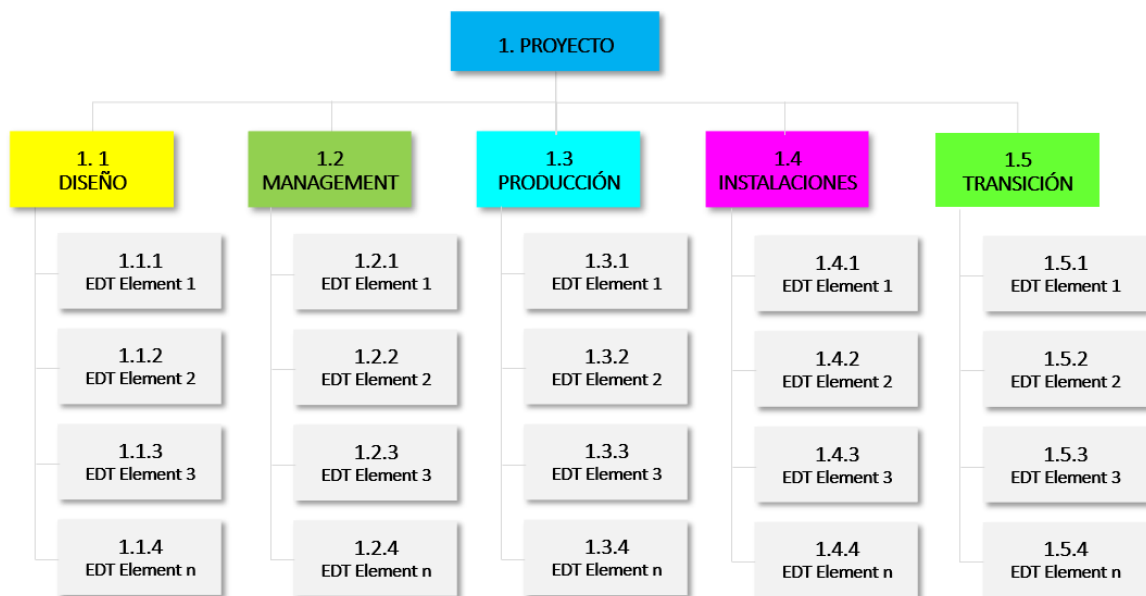 1. PROYECTO
1. 1
DISEÑO
1.2
MANAGEMENT
1.3
PRODUCCIÓN
1.4
INSTALACIONES
1.5
TRANSICIÓN
1.1.1
EDT Element 1
1.2.1
EDT Element 1
1.3.1
EDT Element 1
1.4.1
EDT Element 1
1.5.1
EDT Element 1
1.1.2
EDT Element 2
1.2.2
EDT Element 2
1.3.2
EDT Element 2
1.4.2
EDT Element 2
1.5.2
EDT Element 2
1.1.3
EDT Element 3
1.2.3
EDT Element 3
1.3.3
EDT Element 3
1.4.3
EDT Element 3
1.5.3
EDT Element 3
1.1.4
EDT Element n
1.2.4
EDT Element n
1.3.4
EDT Element n
1.4.4
EDT Element n
1.5.4
EDT Element n